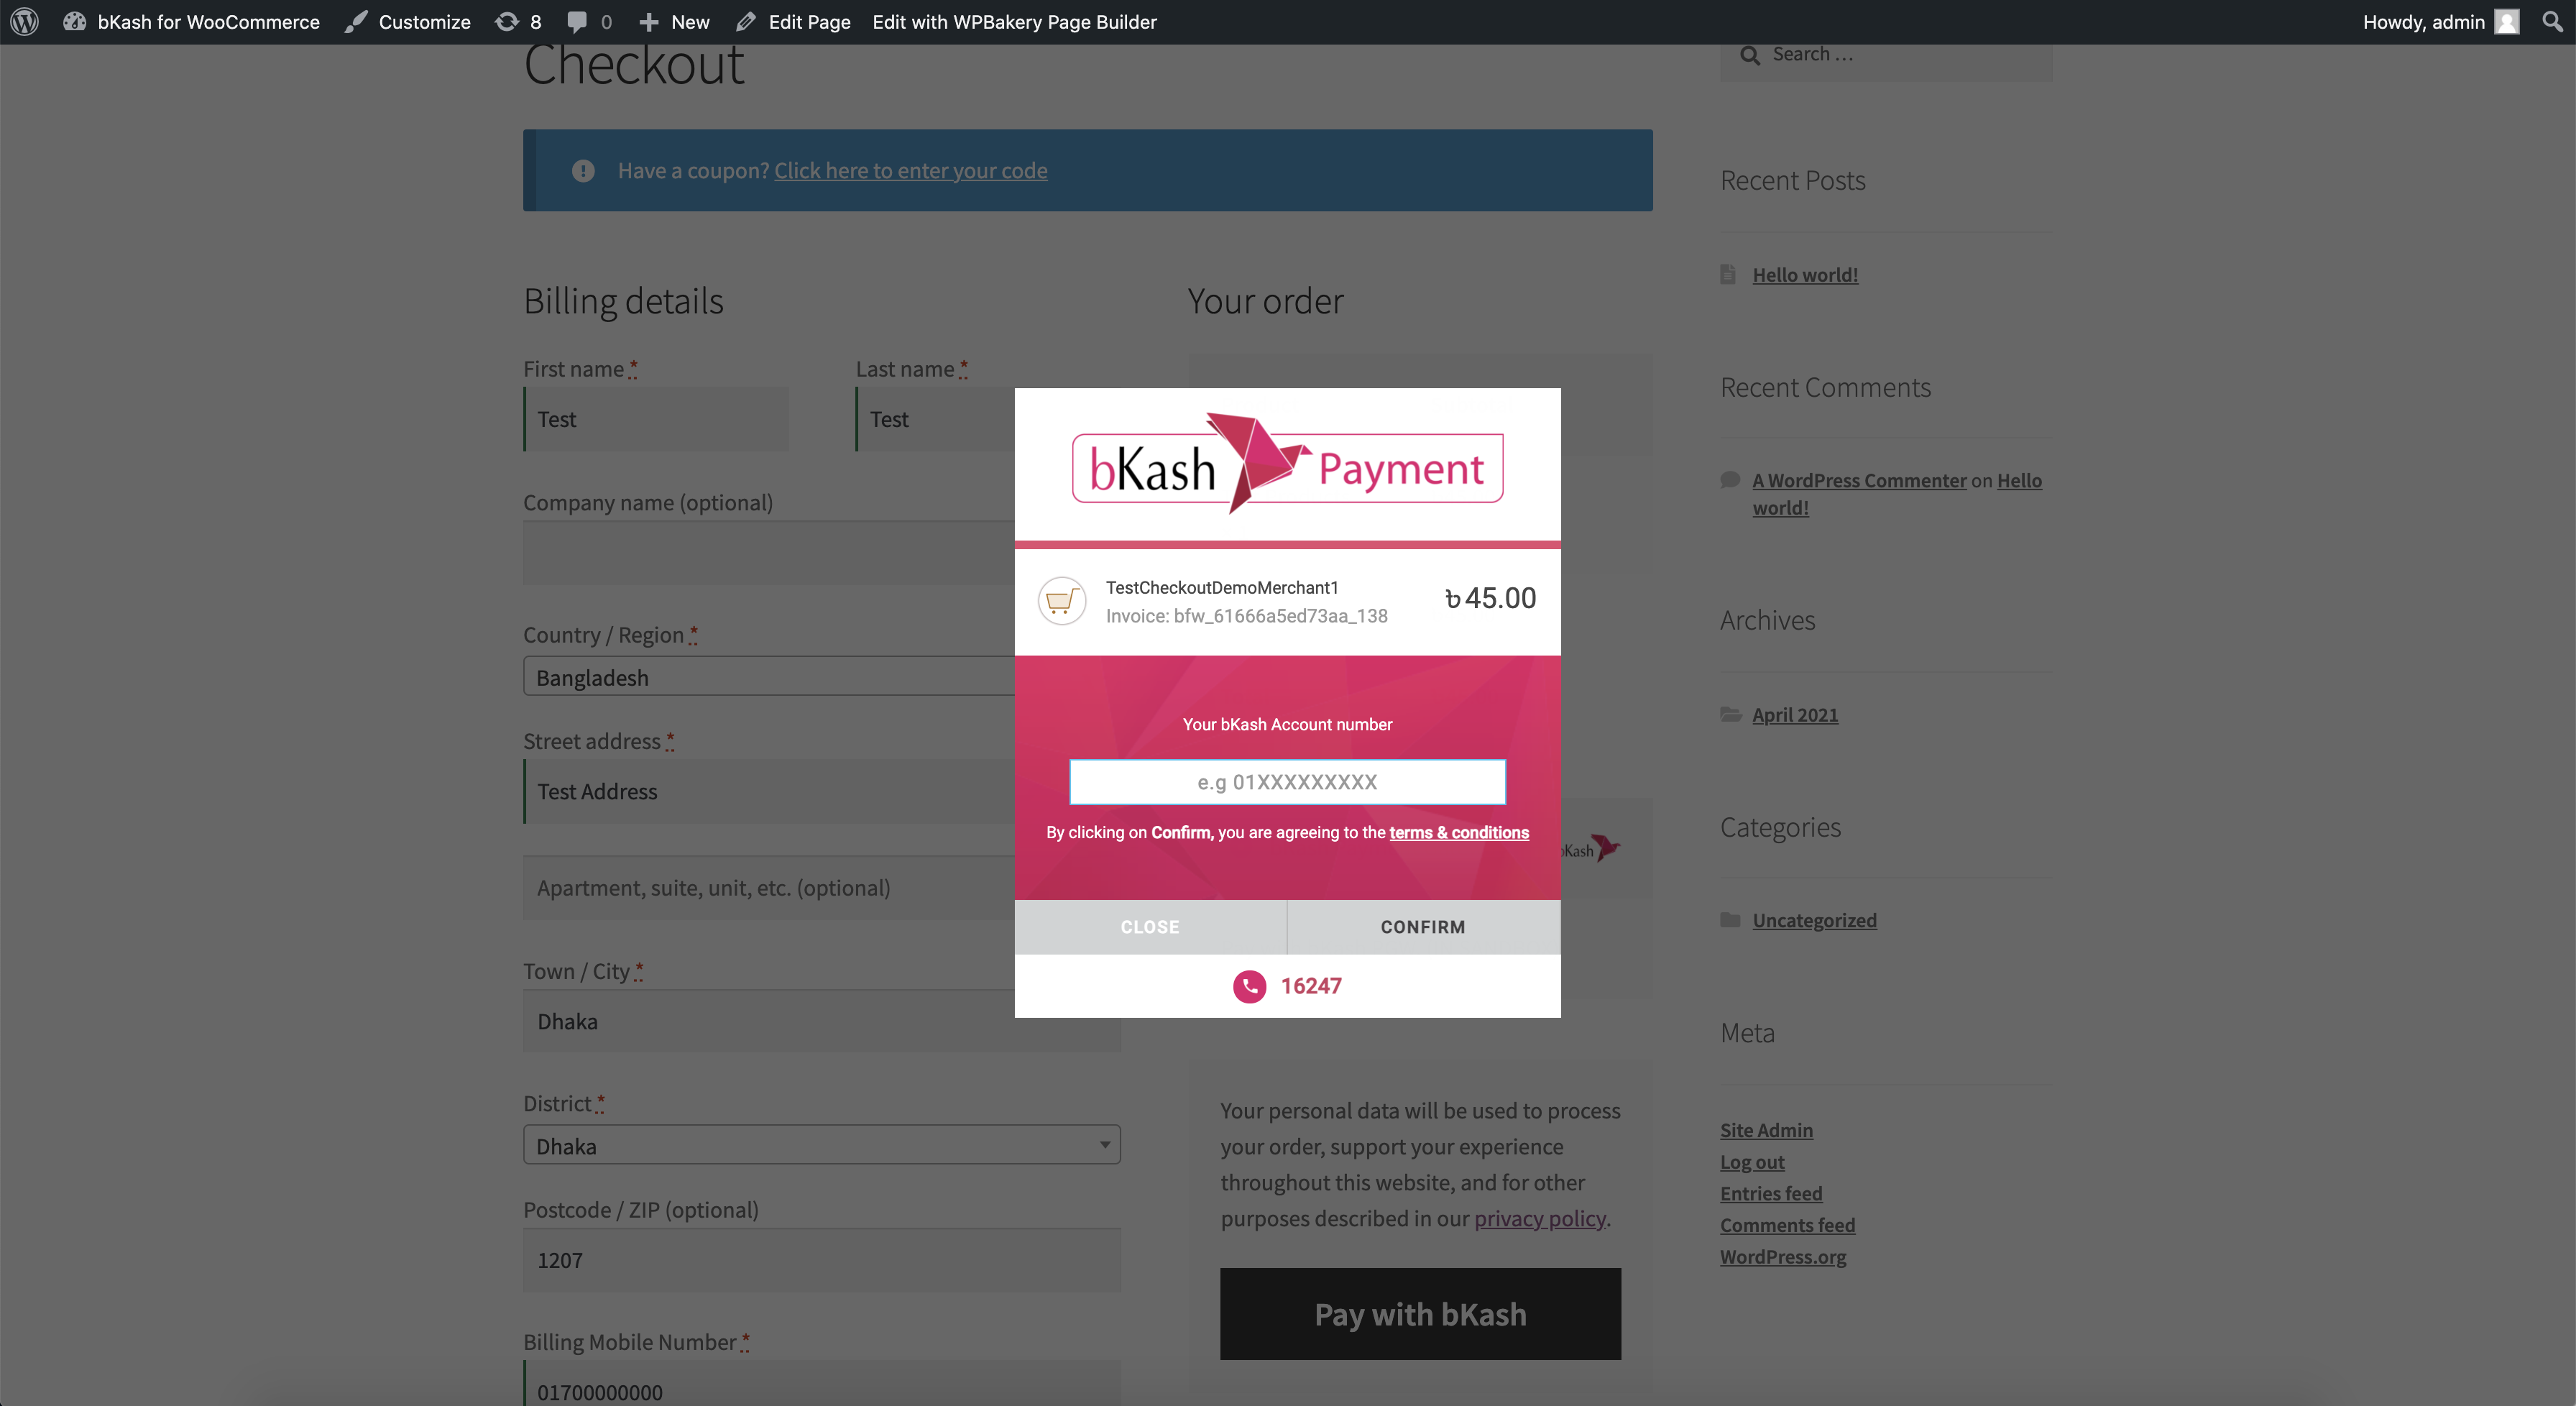 bKash for WooCommerce Customize 8 0 New Edit Page Edit with WPBakery Page Builder Howdy, admin
Checkout
Have a coupon? Click here to enter your code
Billing details
First name *
Last name *
Test
Test
Company name (optional)
Country / Region *
Bangladesh
Street address *
Test Address
Apartment, suite, unit, etc. (optional)
Town / City *
Dhaka
District *
Dhaka
Postcode / ZIP (optional)
1207
Billing Mobile Number *
01700000000
Your order
bKash Payment
TestCheckoutDemoMerchant1
Invoice: bfw_61666a5ed73aa_138
৳45.00
Your bKash Account number
e.g 01XXXXXXXXX
By clicking on Confirm, you are agreeing to the terms & conditions
CLOSE
CONFIRM
16247
bKash
Your personal data will be used to process
your order, support your experience
throughout this website, and for other
purposes described in our privacy policy.
Pay with bKash
Search …
Recent Posts
Hello world!
Recent Comments
A WordPress Commenter on Hello
world!
Archives
April 2021
Categories
Uncategorized
Meta
Site Admin
Log out
Entries feed
Comments feed
WordPress.org